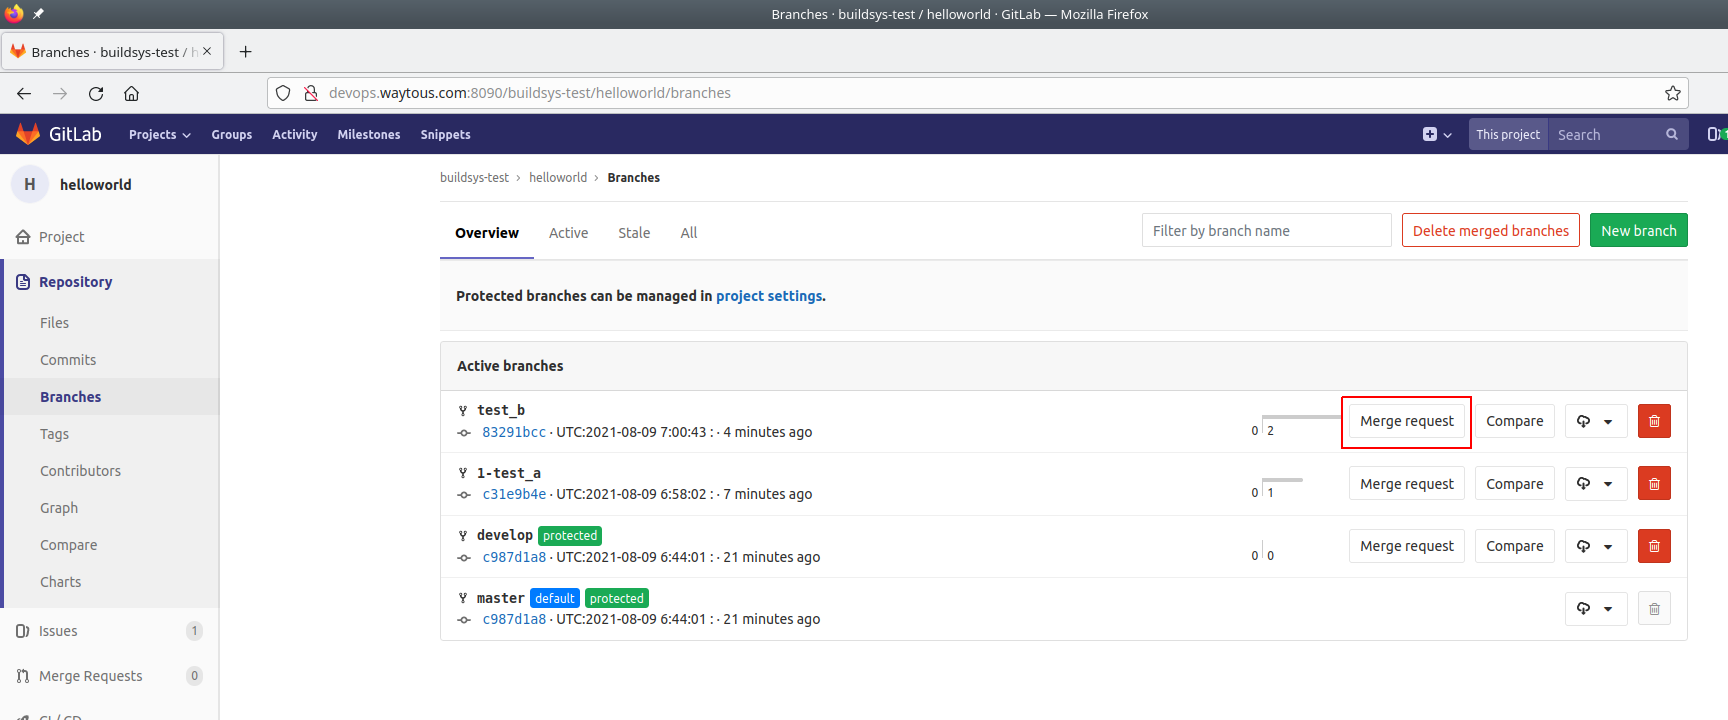 Branches · buildsys-test / helloworld · GitLab — Mozilla Firefox
Branches · buildsys-test / h
devops.waytous.com:8090/buildsys-test/helloworld/branches
GitLab Projects Groups Activity Milestones Snippets This project Search
H helloworld
buildsys-test › helloworld › Branches
Project
Repository
Files
Commits
Branches
Tags
Contributors
Graph
Compare
Charts
Issues 1
Merge Requests 0
CI / CD
Overview Active Stale All Filter by branch name Delete merged branches New branch
Protected branches can be managed in project settings.
Active branches
test_b
83291bcc · UTC:2021-08-09 7:00:43 : · 4 minutes ago
0 2 Merge request Compare
1-test_a
c31e9b4e · UTC:2021-08-09 6:58:02 : · 7 minutes ago
0 1 Merge request Compare
develop protected
c987d1a8 · UTC:2021-08-09 6:44:01 : · 21 minutes ago
0 0 Merge request Compare
master default protected
c987d1a8 · UTC:2021-08-09 6:44:01 : · 21 minutes ago